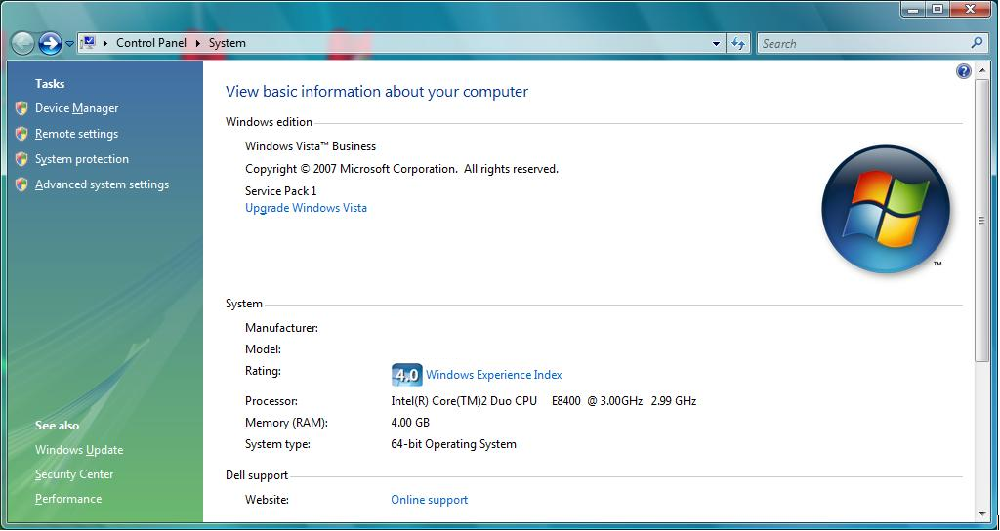 Control Panel System
Search
Tasks
Device Manager
Remote settings
System protection
Advanced system settings
See also
Windows Update
Security Center
Performance
View basic information about your computer
Windows edition
Windows Vista™ Business
Copyright © 2007 Microsoft Corporation. All rights reserved.
Service Pack 1
Upgrade Windows Vista
TM
System
Manufacturer:
Model:
Rating: 4.0 Windows Experience Index
Processor: Intel(R) Core(TM)2 Duo CPU E8400 @ 3.00GHz 2.99 GHz
Memory (RAM): 4.00 GB
System type: 64-bit Operating System
Dell support
Website: Online support